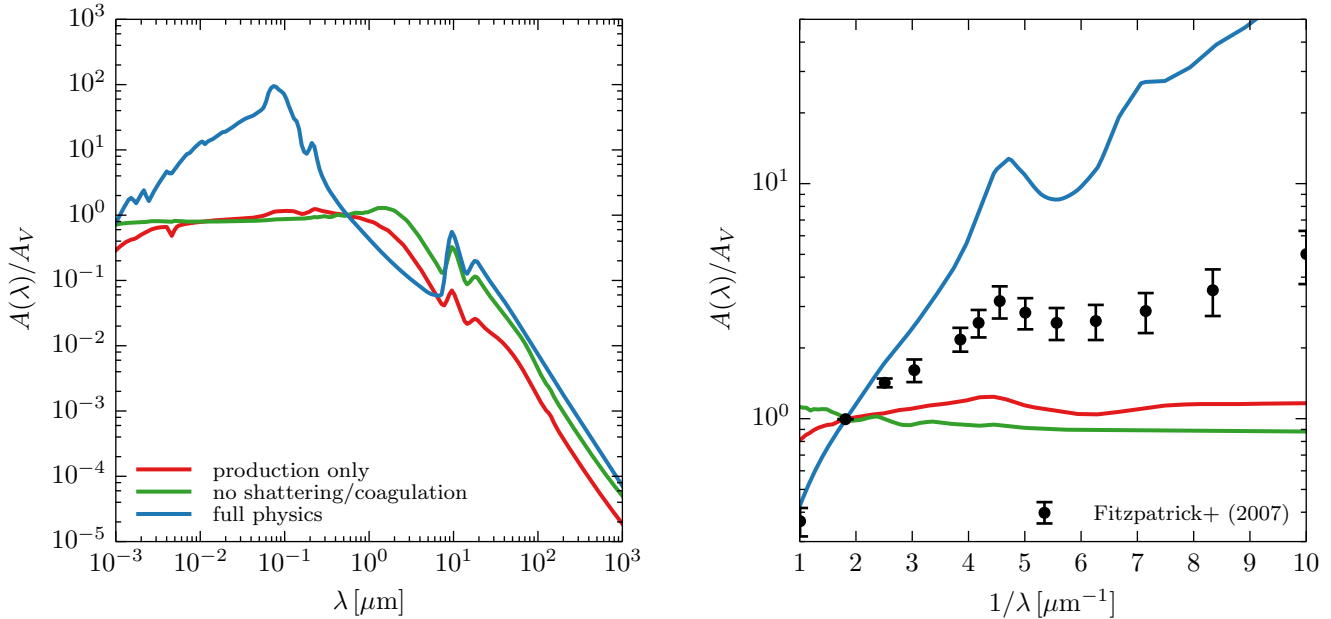 A(λ)/A_V
10^3
10^2
10^1
10^0
10^−1
10^−2
10^−3
10^−4
10^−5
production only
no shattering/coagulation
full physics
10^−3 10^−2 10^−1 10^0 10^1 10^2 10^3
λ [μm]
A(λ)/A_V
10^1
10^0
Fitzpatrick+ (2007)
1 2 3 4 5 6 7 8 9 10
1/λ [μm^−1]